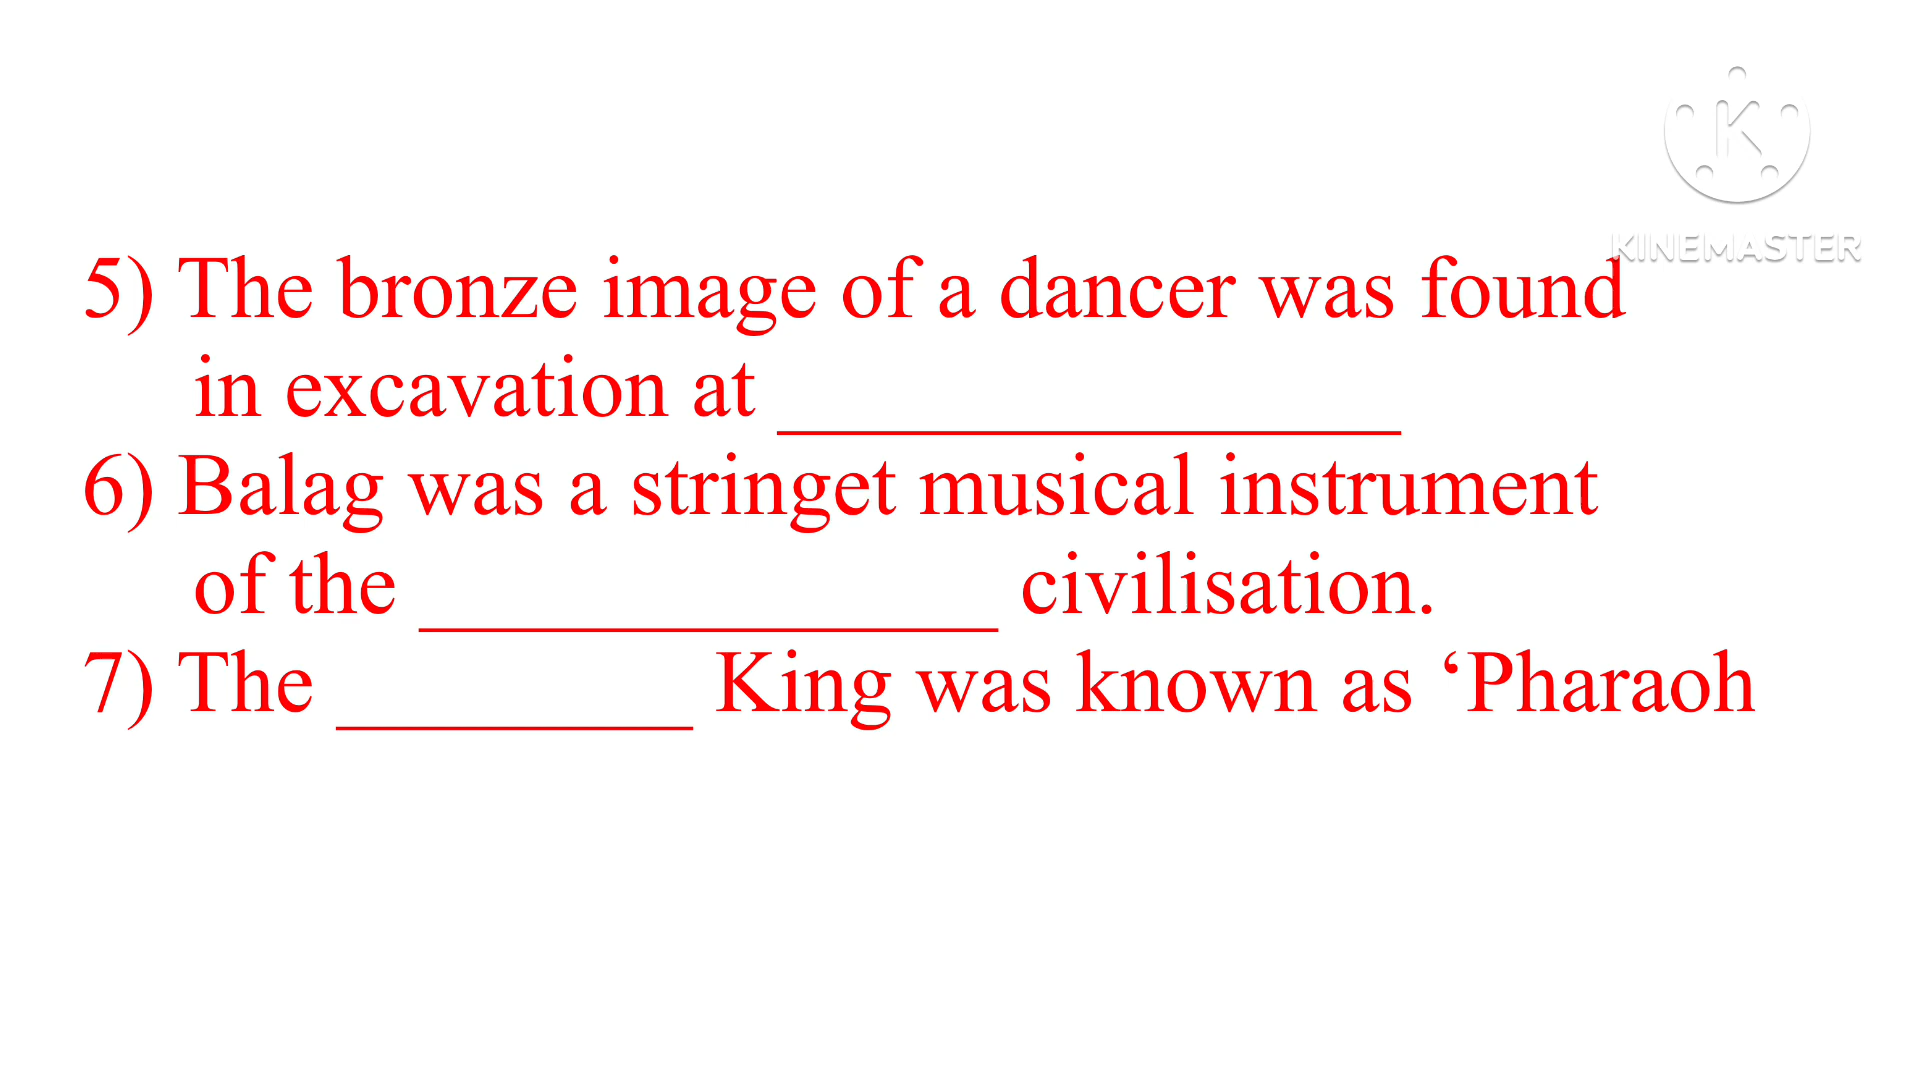 KINEMASTER
5) The bronze image of a dancer was found
in excavation at _______________
6) Balag was a stringet musical instrument
of the ______________ civilisation.
7) The _________ King was known as ‘Pharaoh